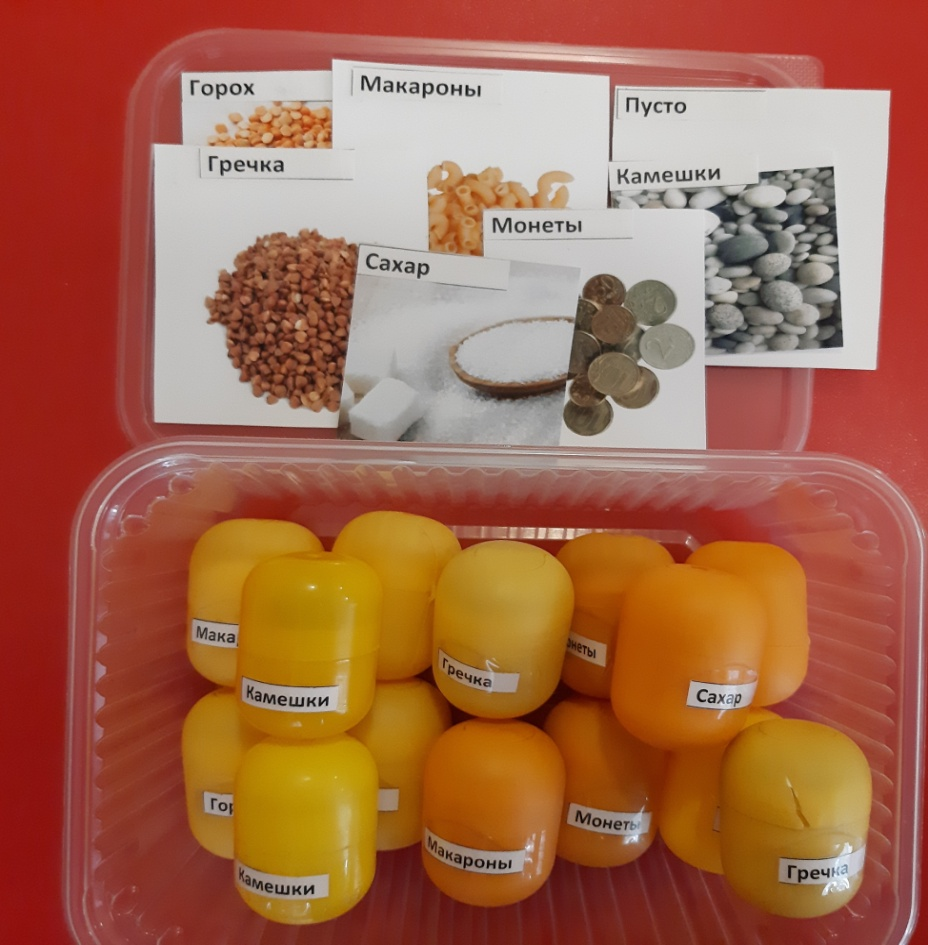 Горох
Макароны
Пусто
Гречка
Камешки
Монеты
Сахар
Гречка
Камешки
Сахар
Монеты
Макароны
Гречка
Камешки